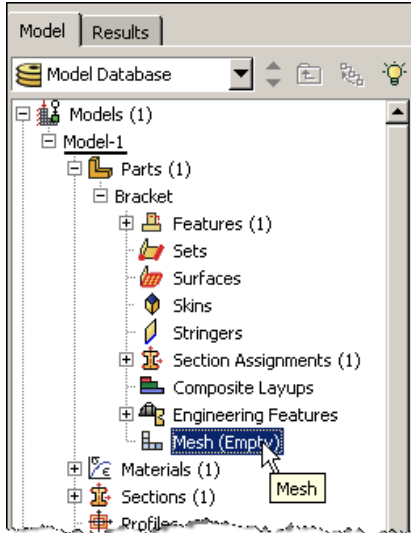 Model Results
Model Database
Models (1)
Model-1
Parts (1)
Bracket
Features (1)
Sets
Surfaces
Skins
Stringers
Section Assignments (1)
Composite Layups
Engineering Features
Mesh (Empty)
Materials (1)
Mesh
Sections (1)
Profiles